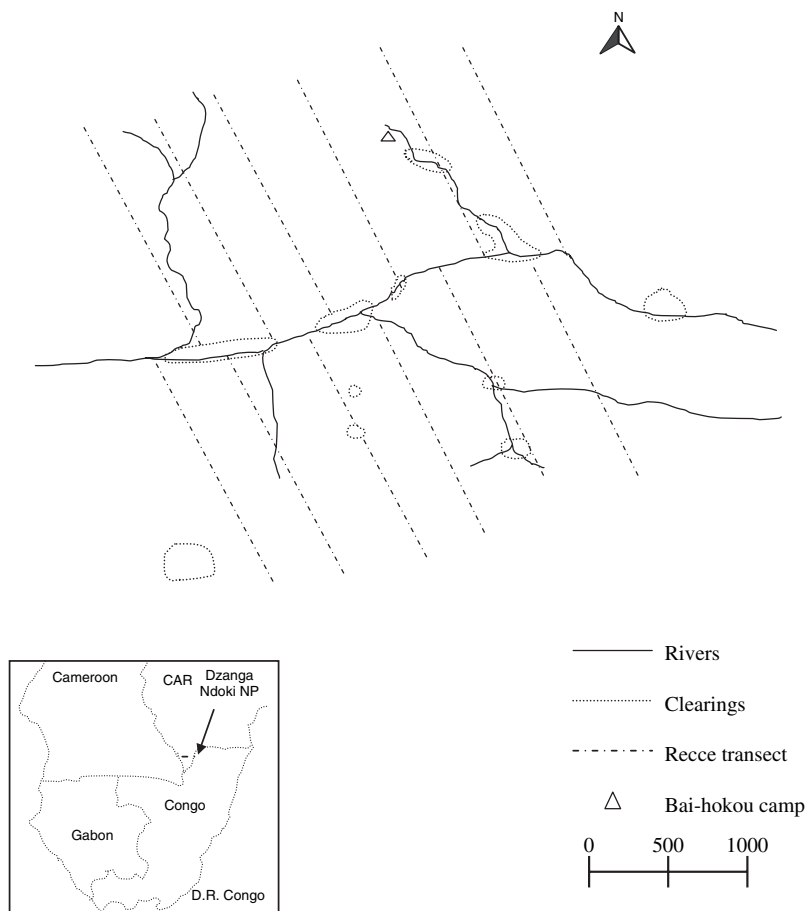 N
Cameroon
CAR
Dzanga
Ndoki NP
Congo
Gabon
D.R. Congo
Rivers
Clearings
Recce transect
Bai-hokou camp
0 500 1000